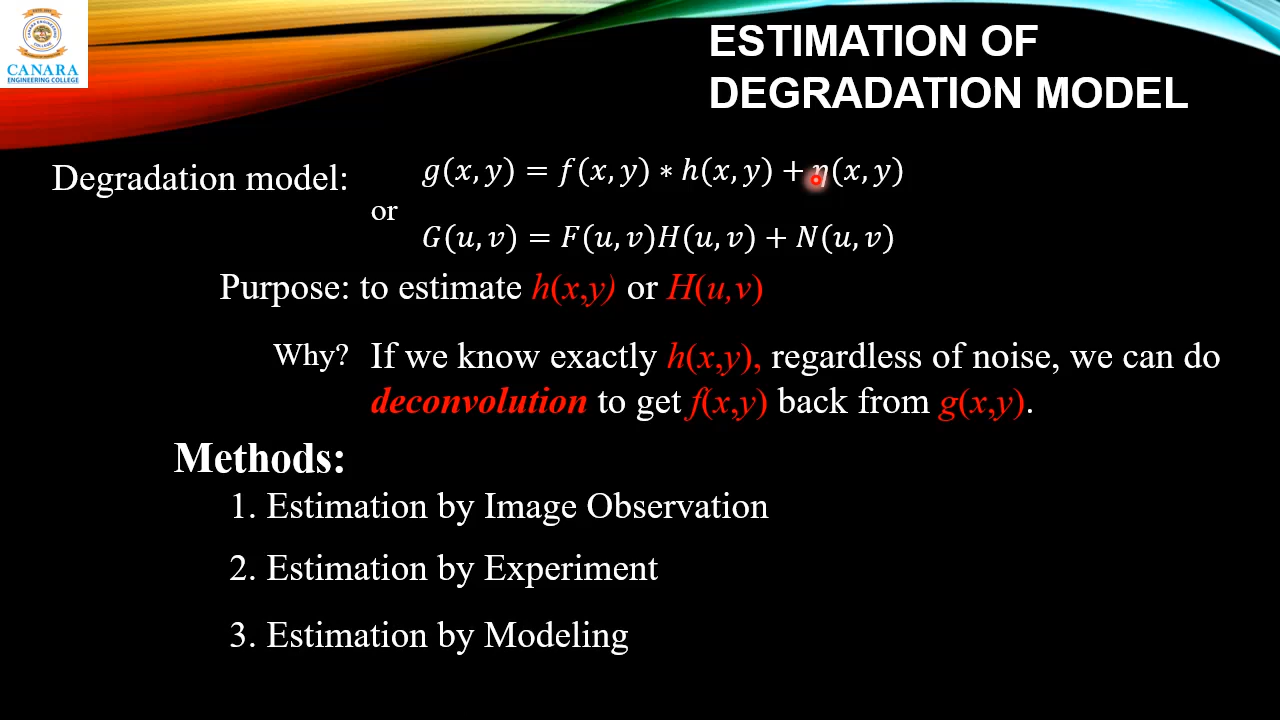 CANARA
ENGINEERING COLLEGE
ESTIMATION OF
DEGRADATION MODEL
Degradation model: g(x, y) = f(x, y) ∗ h(x, y) + η(x, y)
or
G(u, v) = F(u, v)H(u, v) + N(u, v)
Purpose: to estimate h(x,y) or H(u,v)
Why? If we know exactly h(x,y), regardless of noise, we can do
deconvolution to get f(x,y) back from g(x,y).
Methods:
1. Estimation by Image Observation
2. Estimation by Experiment
3. Estimation by Modeling